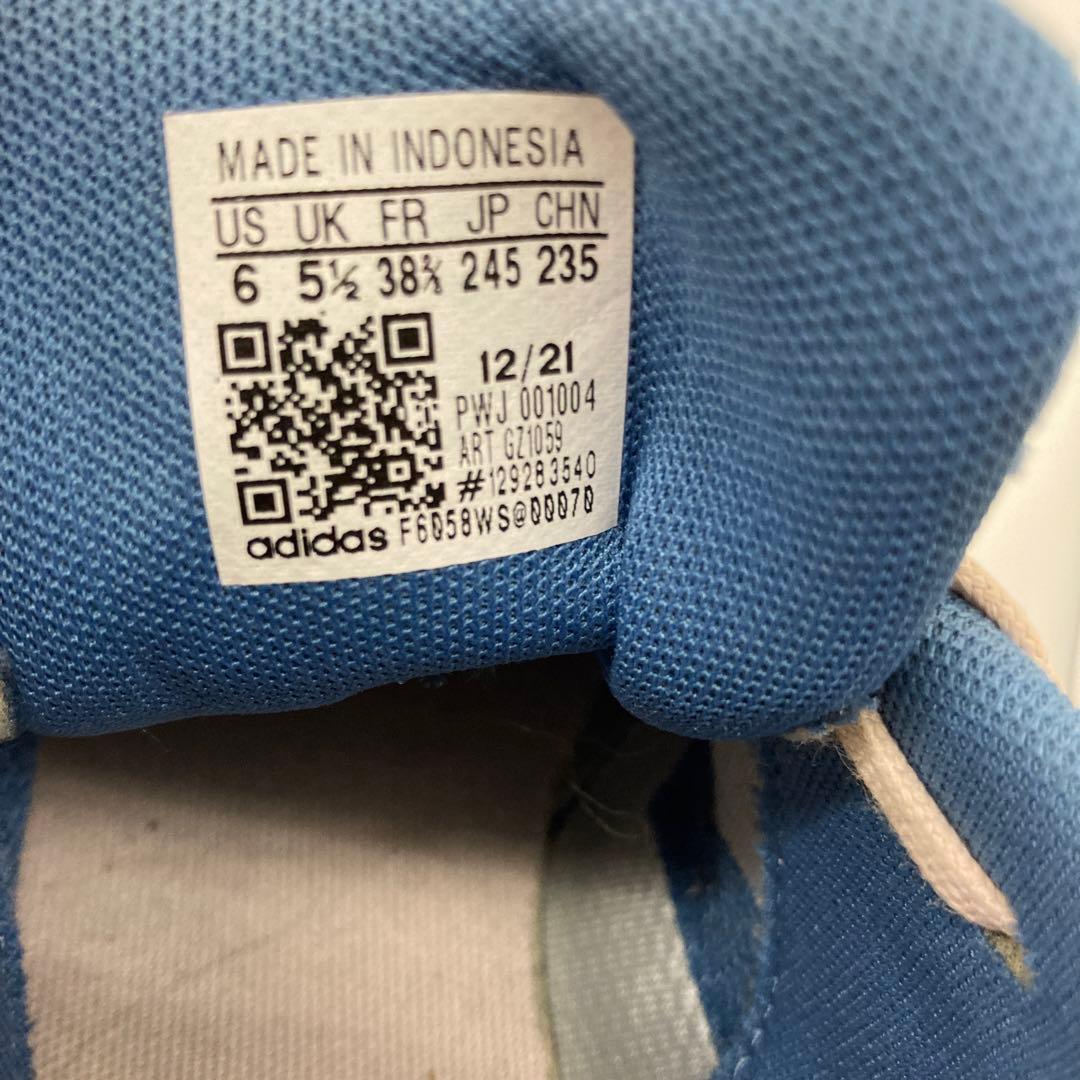 MADE IN INDONESIA
US UK FR JP CHN
6 5½ 38⅔ 245 235
12/21
PWJ 001004
ART GZ1059
#129283540
adidas F6058WS@00070